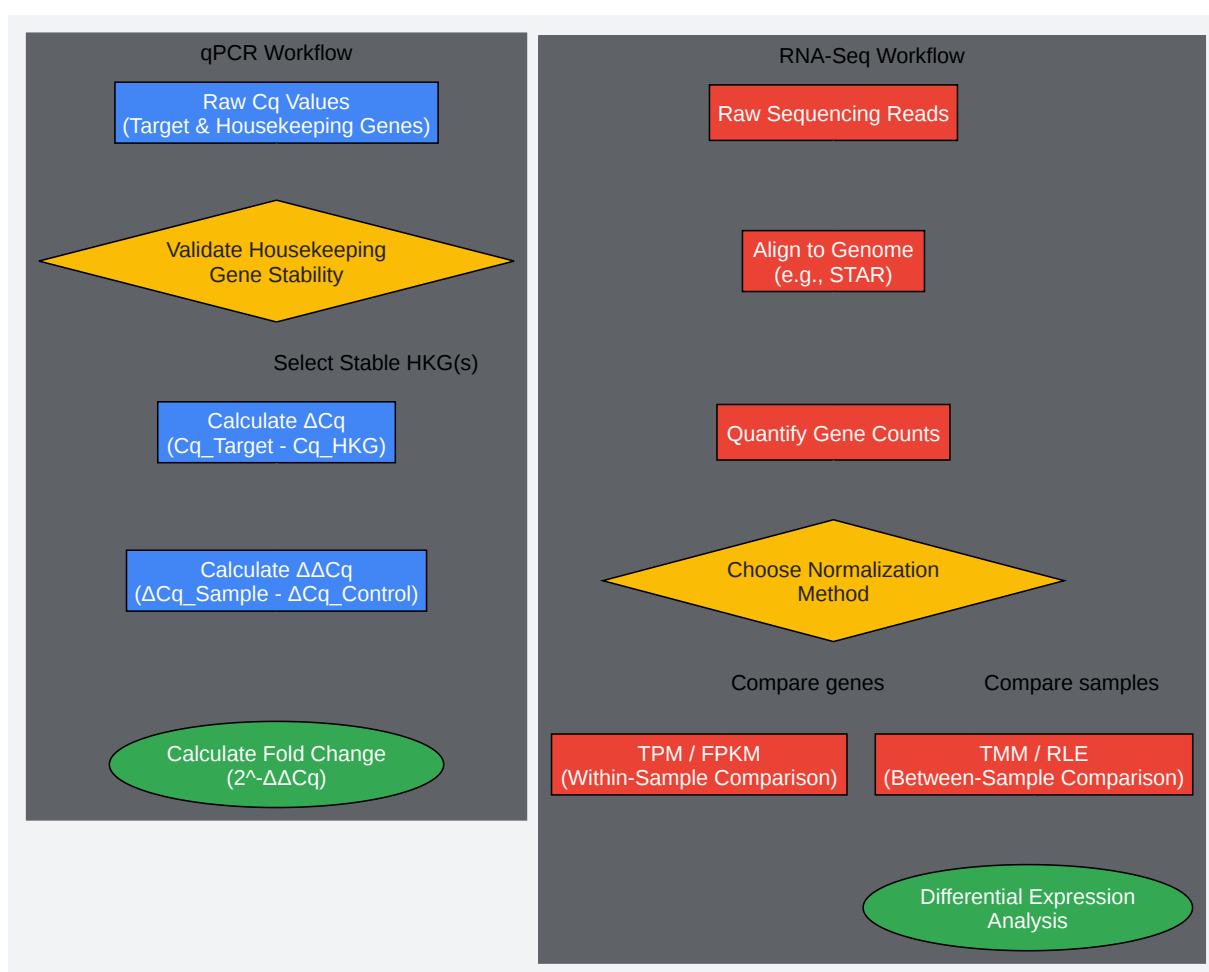 qPCR Workflow
Raw Cq Values
(Target & Housekeeping Genes)
Validate Housekeeping
Gene Stability
Select Stable HKG(s)
Calculate ΔCq
(Cq_Target - Cq_HKG)
Calculate ΔΔCq
(ΔCq_Sample - ΔCq_Control)
Calculate Fold Change
(2^-ΔΔCq)
RNA-Seq Workflow
Raw Sequencing Reads
Align to Genome
(e.g., STAR)
Quantify Gene Counts
Choose Normalization
Method
Compare genes
Compare samples
TPM / FPKM
(Within-Sample Comparison)
TMM / RLE
(Between-Sample Comparison)
Differential Expression
Analysis